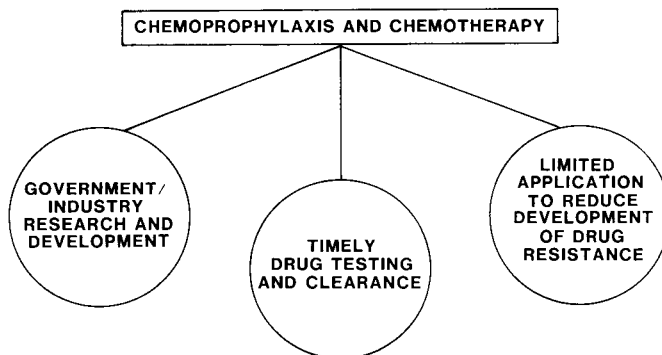 CHEMOPROPHYLAXIS AND CHEMOTHERAPY
GOVERNMENT/
INDUSTRY
RESEARCH AND
DEVELOPMENT
TIMELY
DRUG TESTING
AND CLEARANCE
LIMITED
APPLICATION
TO REDUCE
DEVELOPMENT
OF DRUG
RESISTANCE